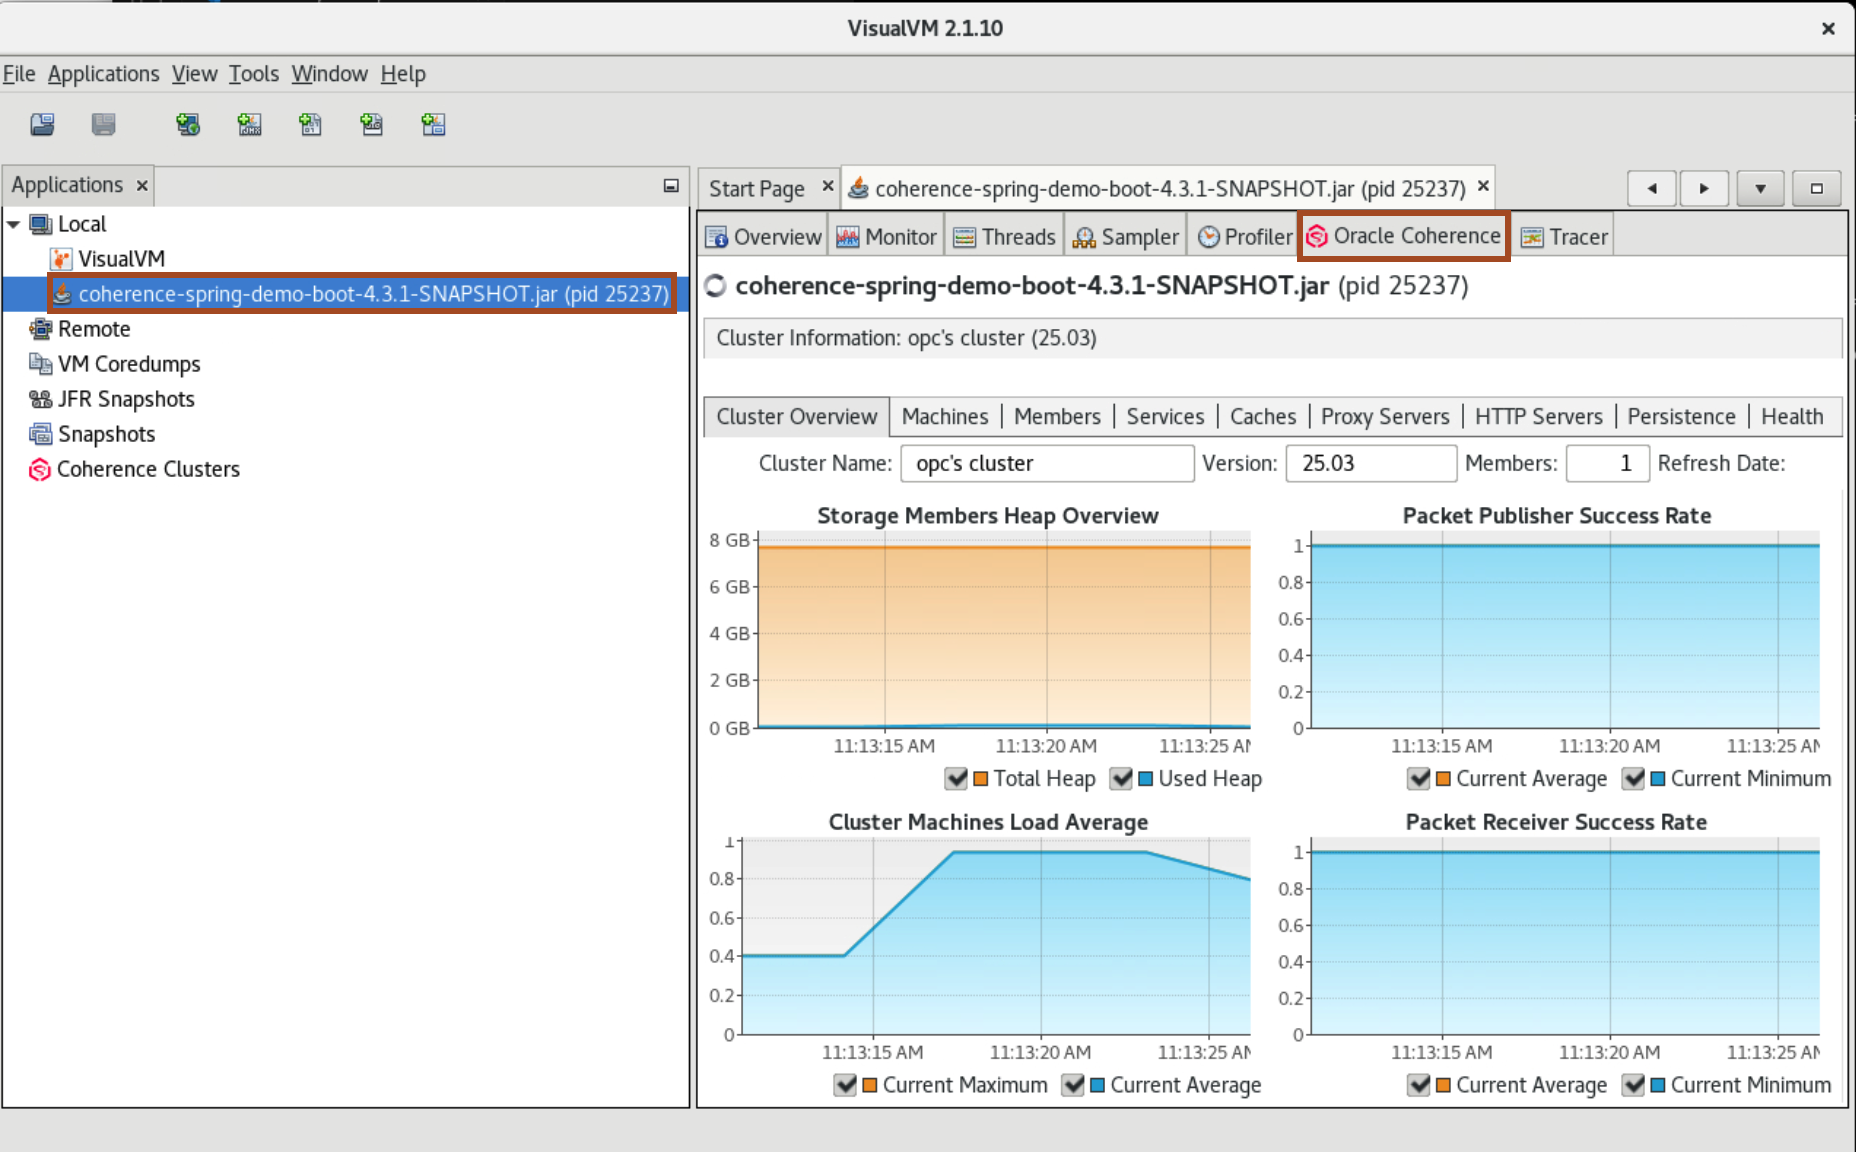 VisualVM 2.1.10
File Applications View Tools Window Help
Applications
Local
VisualVM
coherence-spring-demo-boot-4.3.1-SNAPSHOT.jar (pid 25237)
Remote
VM Coredumps
JFR Snapshots
Snapshots
Coherence Clusters
Start Page coherence-spring-demo-boot-4.3.1-SNAPSHOT.jar (pid 25237)
Overview Monitor Threads Sampler Profiler Oracle Coherence Tracer
coherence-spring-demo-boot-4.3.1-SNAPSHOT.jar (pid 25237)
Cluster Information: opc's cluster (25.03)
Cluster Overview Machines Members Services Caches Proxy Servers HTTP Servers Persistence Health
Cluster Name: opc's cluster Version: 25.03 Members: 1 Refresh Date:
Storage Members Heap Overview
8 GB
6 GB
4 GB
2 GB
0 GB
11:13:15 AM 11:13:20 AM 11:13:25 AM
Total Heap Used Heap
Packet Publisher Success Rate
1
0.8
0.6
0.4
0.2
0
11:13:15 AM 11:13:20 AM 11:13:25 AM
Current Average Current Minimum
Cluster Machines Load Average
1
0.8
0.6
0.4
0.2
0
11:13:15 AM 11:13:20 AM 11:13:25 AM
Current Maximum Current Average
Packet Receiver Success Rate
1
0.8
0.6
0.4
0.2
0
11:13:15 AM 11:13:20 AM 11:13:25 AM
Current Average Current Minimum